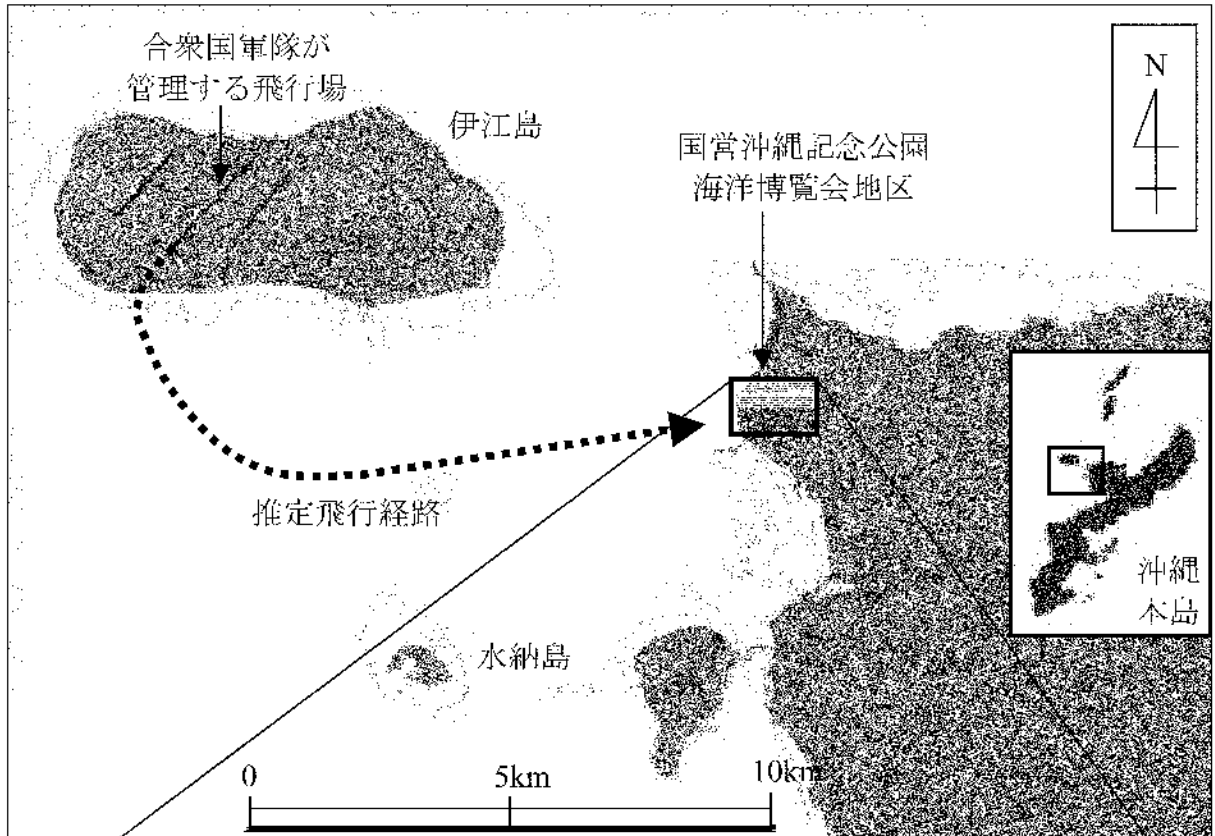 合衆国軍隊が
管理する飛行場
伊江島
国営沖縄記念公園
海洋博覧会地区
N
推定飛行経路
沖縄
本島
水納島
0
5km
10km